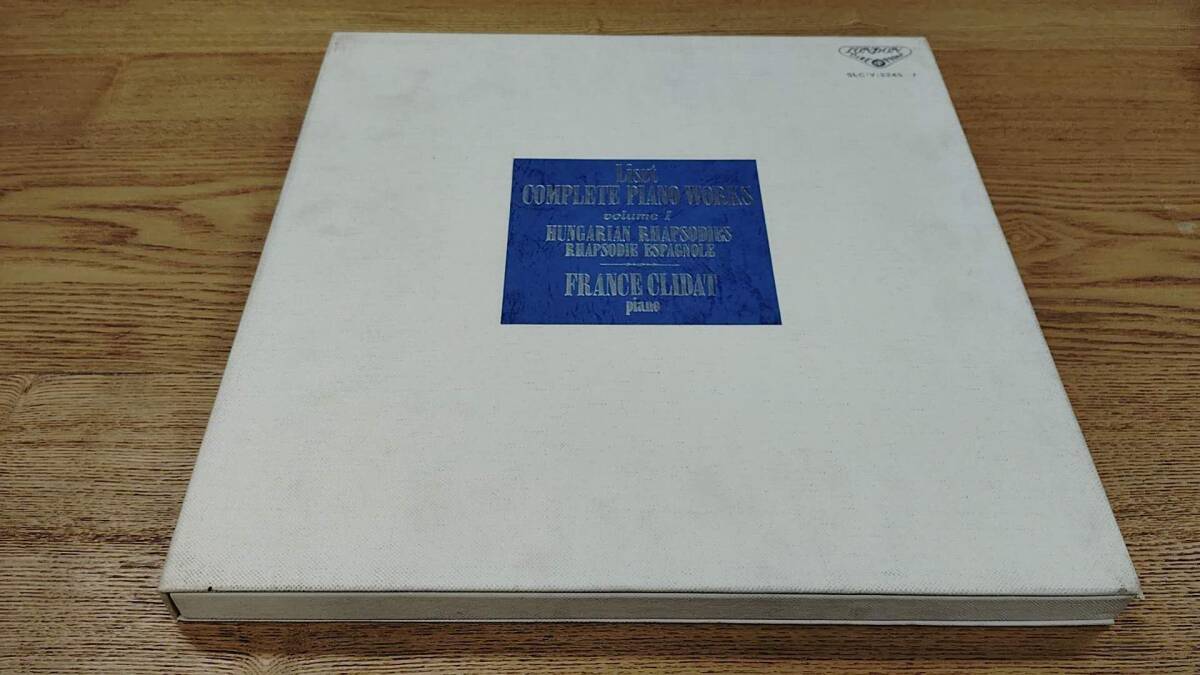 LONDON
Liszt
COMPLETE PIANO WORKS
volume I
HUNGARIAN RHAPSODIES
RHAPSODIE ESPAGNOLE
FRANCE CLIDAT
piano